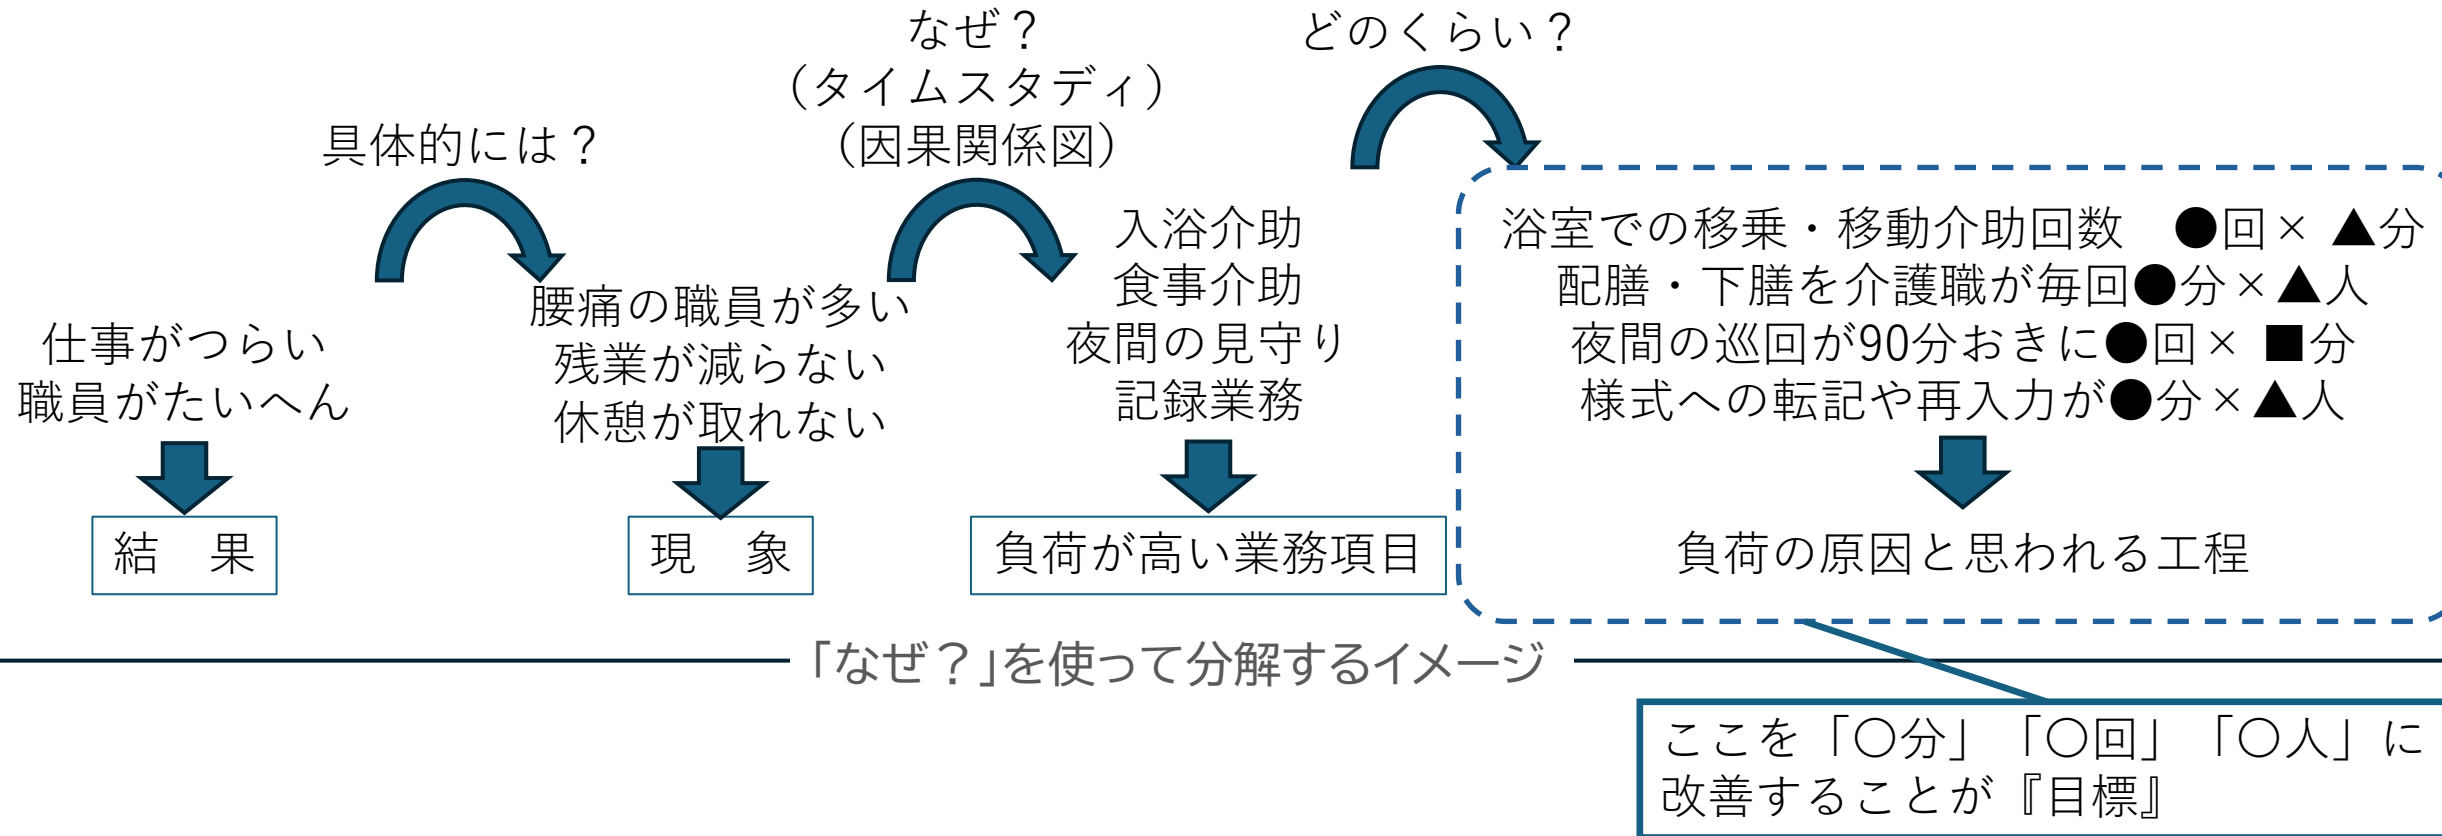 仕事がつらい
職員がたいへん
結　果
具体的には？
腰痛の職員が多い
残業が減らない
休憩が取れない
現　象
なぜ？
（タイムスタディ）
（因果関係図）
入浴介助
食事介助
夜間の見守り
記録業務
負荷が高い業務項目
どのくらい？
浴室での移乗・移動介助回数　●回× ▲分
配膳・下膳を介護職が毎回●分×▲人
夜間の巡回が90分おきに●回× ■分
様式への転記や再入力が●分×▲人
負荷の原因と思われる工程
「なぜ？」を使って分解するイメージ
ここを「〇分」「〇回」「〇人」に
改善することが『目標』